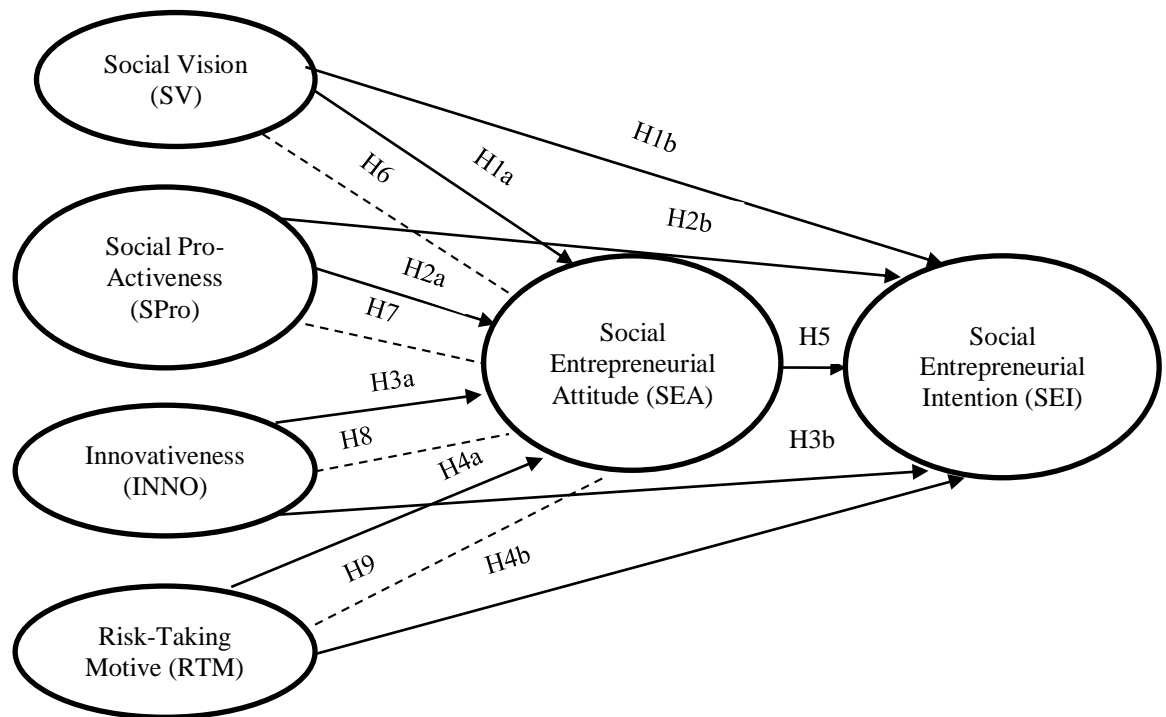 Social Vision
(SV)
H1b
H1a
H6
H2b
Social Pro-
Activeness
(SPro)
H2a
H7
Social
Entrepreneurial
Attitude (SEA)
H5
Social
Entrepreneurial
Intention (SEI)
H3a
H8
H4a
H3b
Innovativeness
(INNO)
H9
H4b
Risk-Taking
Motive (RTM)